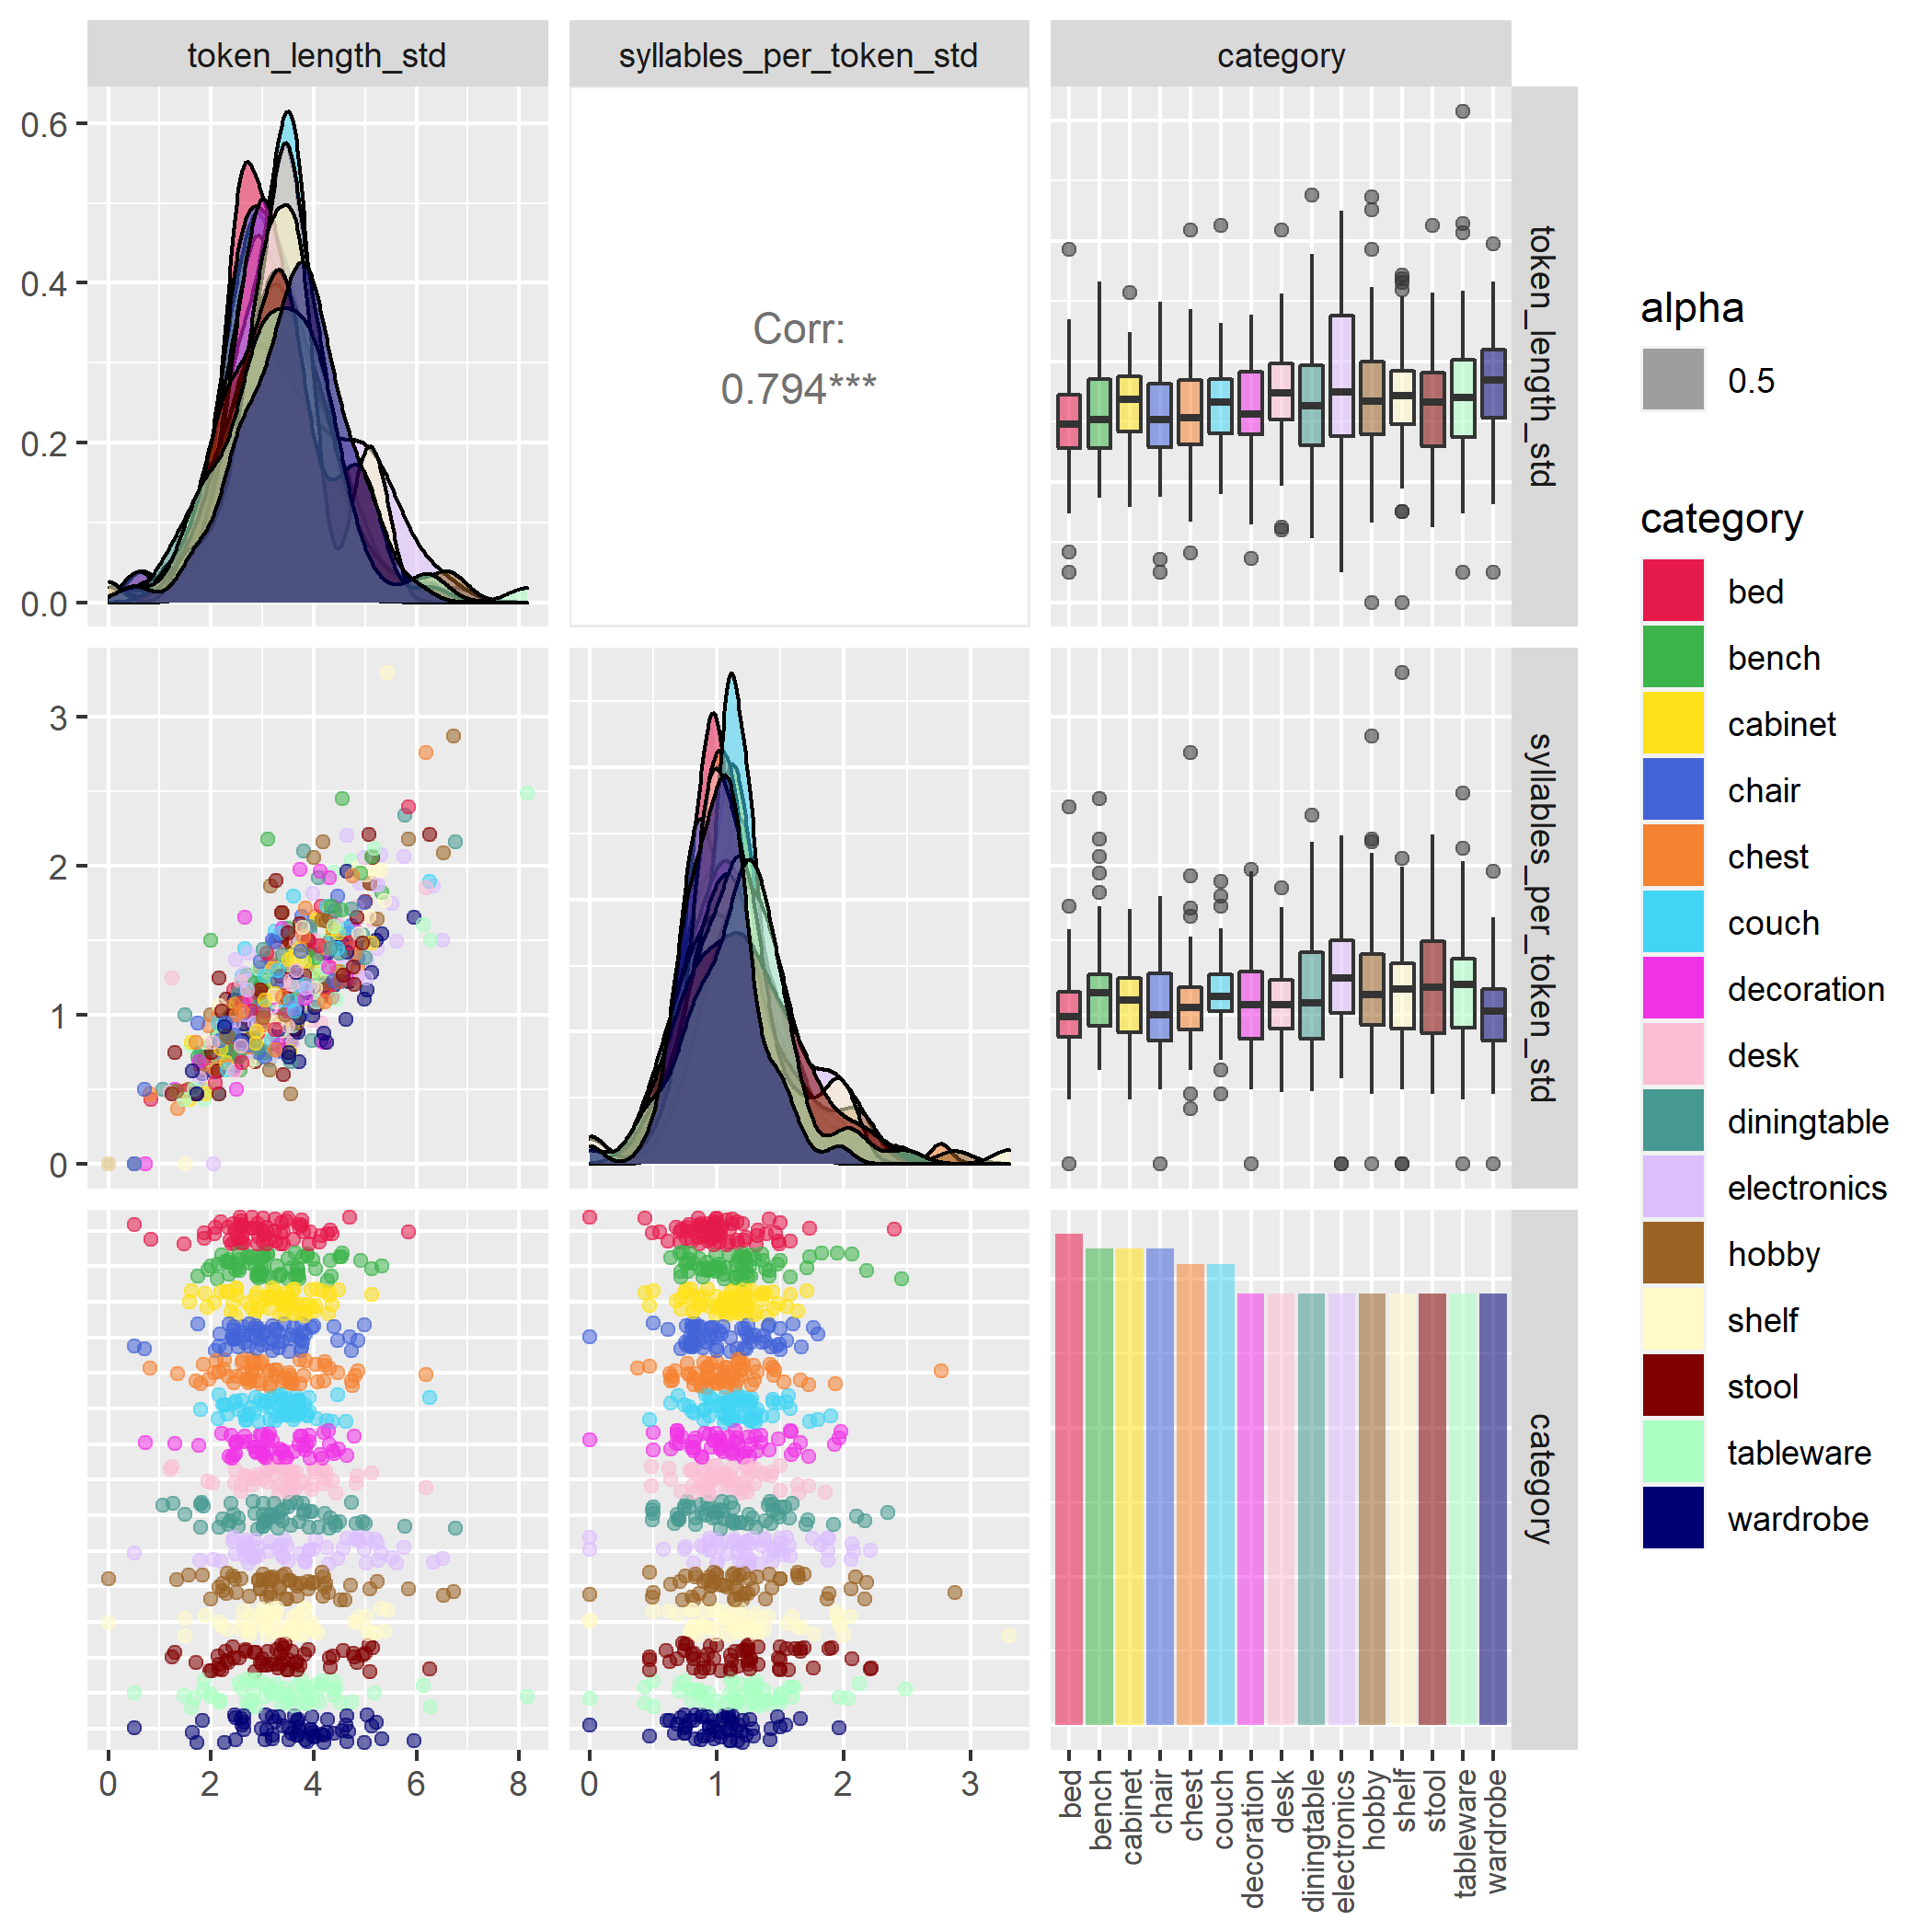 token_length_std
syllables_per_token_std
category
0.6
0.4
0.2
0.0
Corr:
0.794***
token_length_std
3
2
1
0
syllables_per_token_std
category
0
2
4
6
8
0
1
2
3
bed
bench
cabinet
chair
chest
couch
decoration
desk
diningtable
electronics
hobby
shelf
stool
tableware
wardrobe
alpha
0.5
category
bed
bench
cabinet
chair
chest
couch
decoration
desk
diningtable
electronics
hobby
shelf
stool
tableware
wardrobe